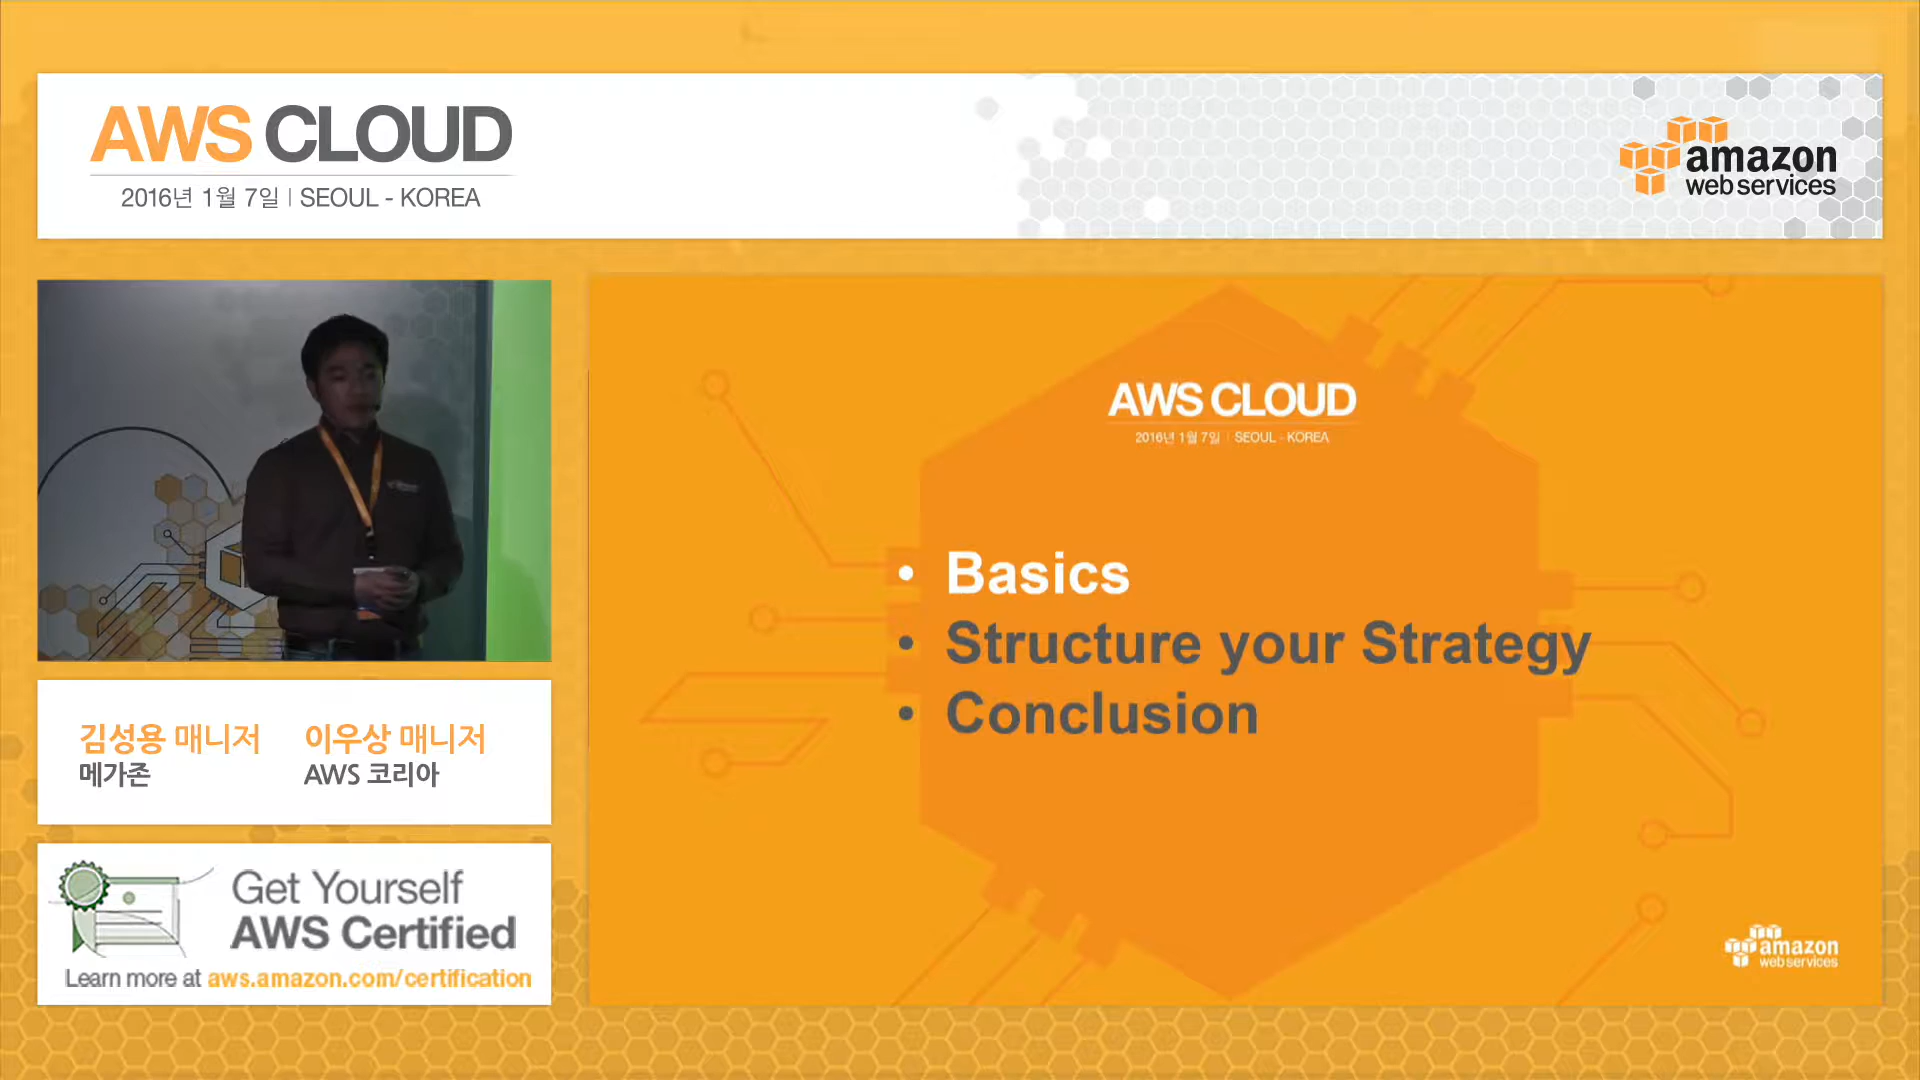 AWS CLOUD
2016년 1월 7일 | SEOUL - KOREA
amazon
web services
김성용 매니저
메가존
이우상 매니저
AWS 코리아
Get Yourself
AWS Certified
Learn more at aws.amazon.com/certification
AWS CLOUD
2016년 1월 7일 | SEOUL - KOREA
• Basics
• Structure your Strategy
• Conclusion
amazon
web services